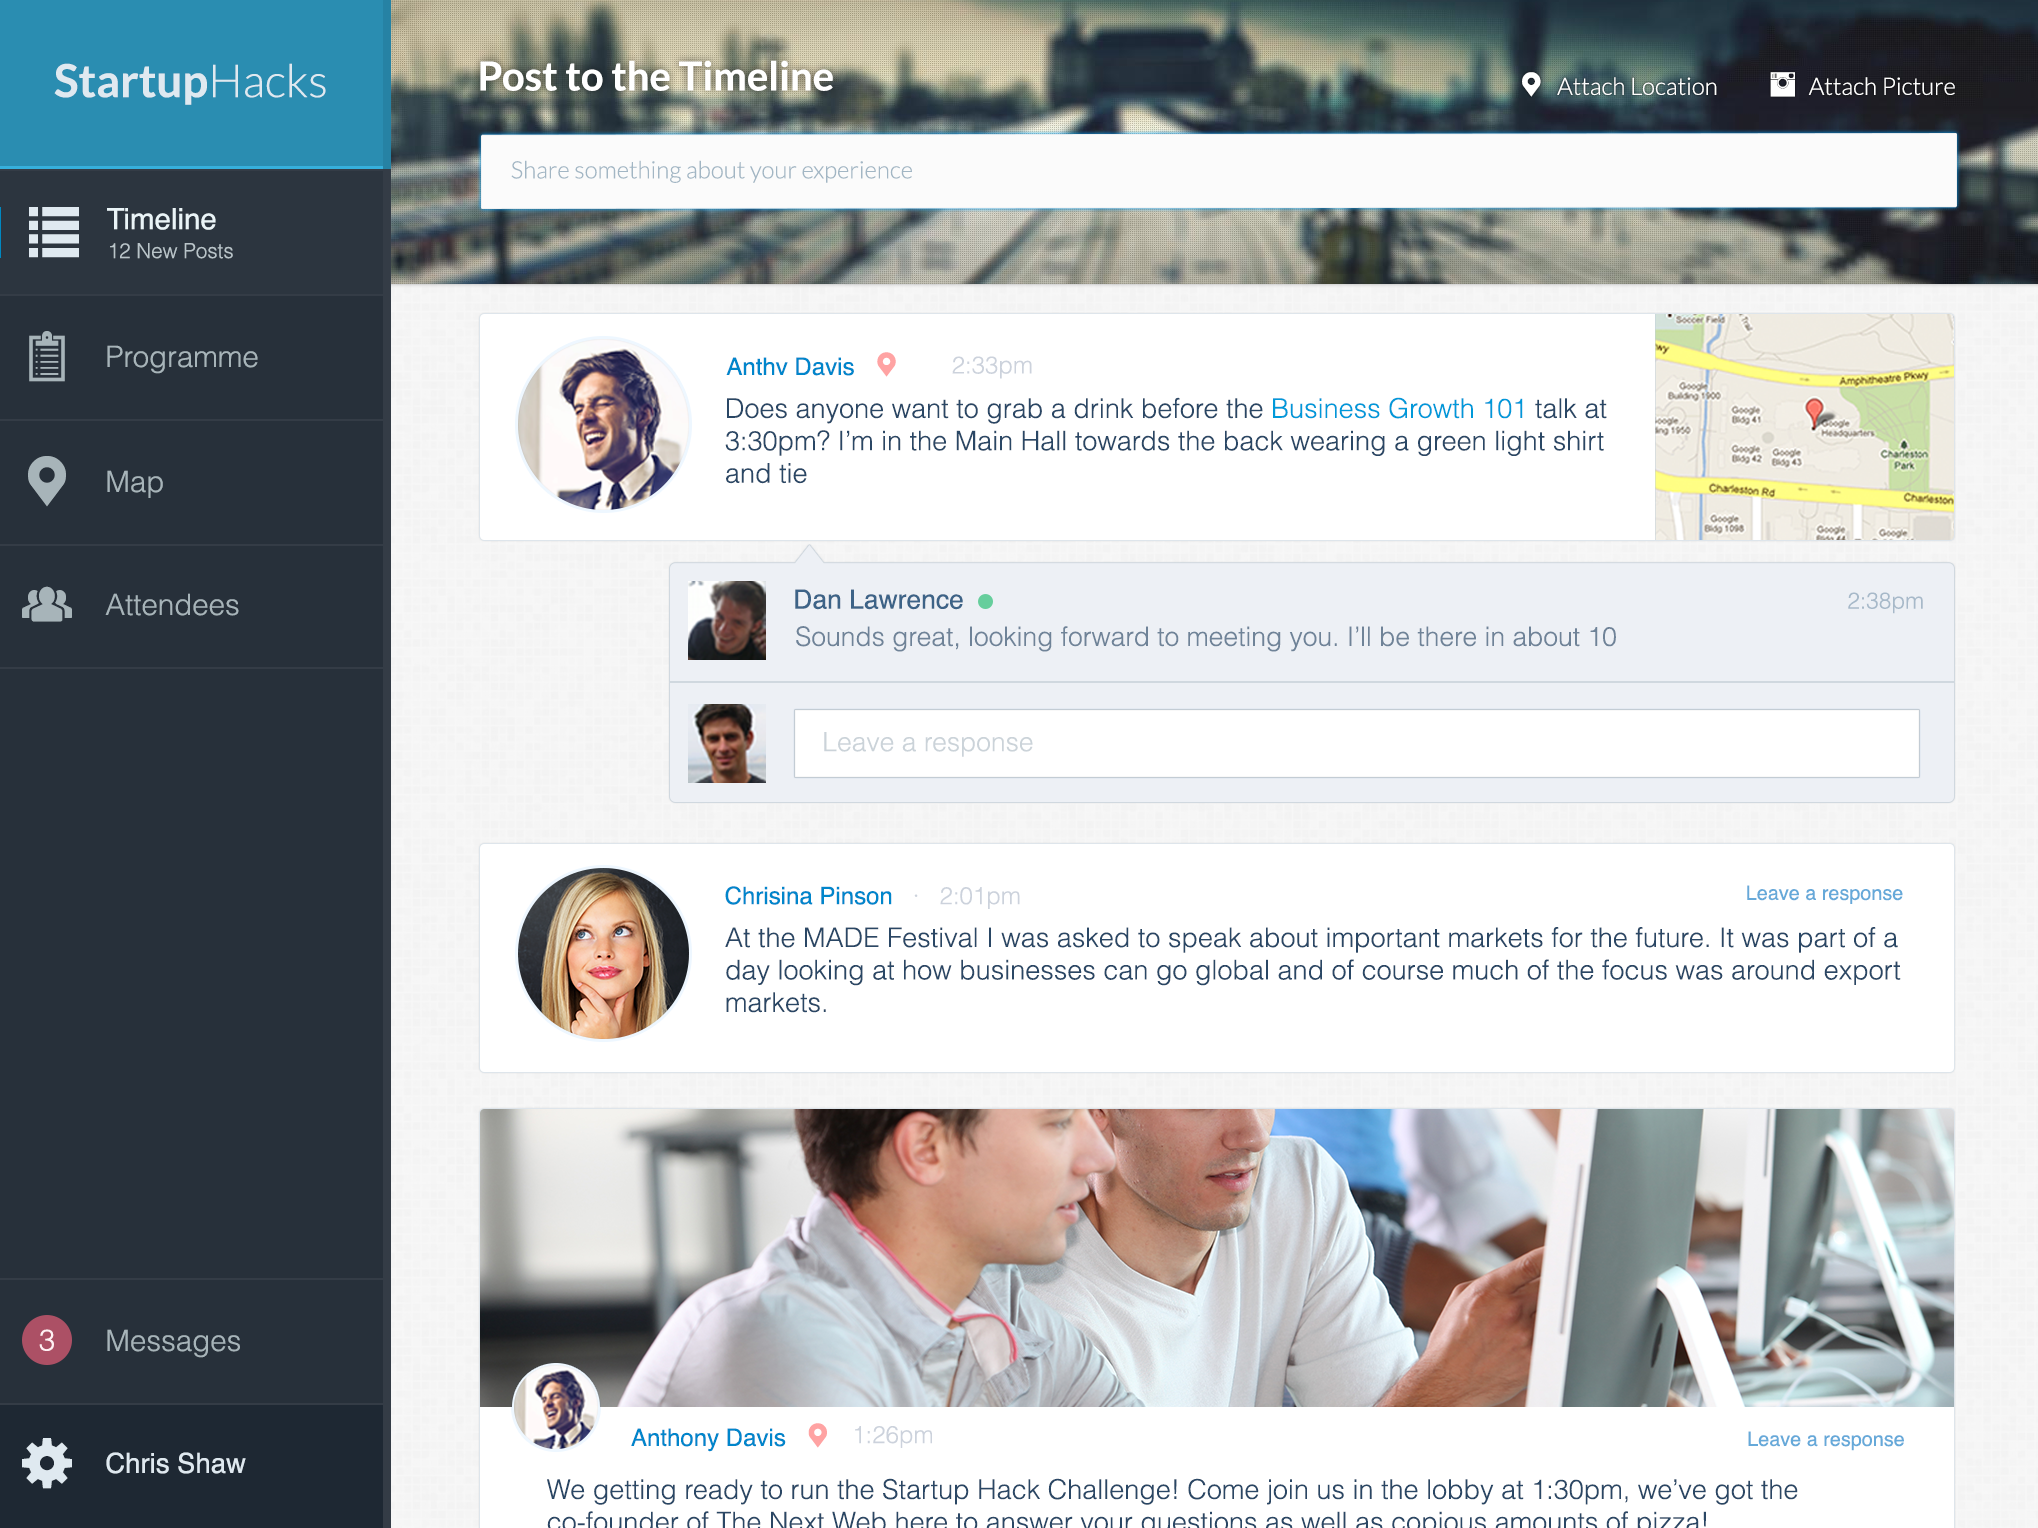 StartupHacks
Timeline
12 New Posts
Programme
Map
Attendees
3
Messages
Chris Shaw
Post to the Timeline
Attach Location
Attach Picture
Share something about your experience
Anthv Davis
2:33pm
Does anyone want to grab a drink before the Business Growth 101 talk at
3:30pm? I'm in the Main Hall towards the back wearing a green light shirt
and tie
Soccer Field
Trail
wy
Amphitheatre Pkwy
Google
Building 1900
Google
Bldg 41
oogle
ing 1950
Google
Headquarters
Google
Bldg 42
Google
Bldg 43
Charleston
Park
Charleston Rd
Charleston
Google
Bldg 1098
Google
Bldg 44
Google
Dan Lawrence
2:38pm
Sounds great, looking forward to meeting you. I'll be there in about 10
Leave a response
Chrisina Pinson · 2:01pm
Leave a response
At the MADE Festival I was asked to speak about important markets for the future. It was part of a
day looking at how businesses can go global and of course much of the focus was around export
markets.
Anthony Davis
1:26pm
Leave a response
We getting ready to run the Startup Hack Challenge! Come join us in the lobby at 1:30pm, we've got the
co-founder of The Next Web here to answer your questions as well as copious amounts of pizza!